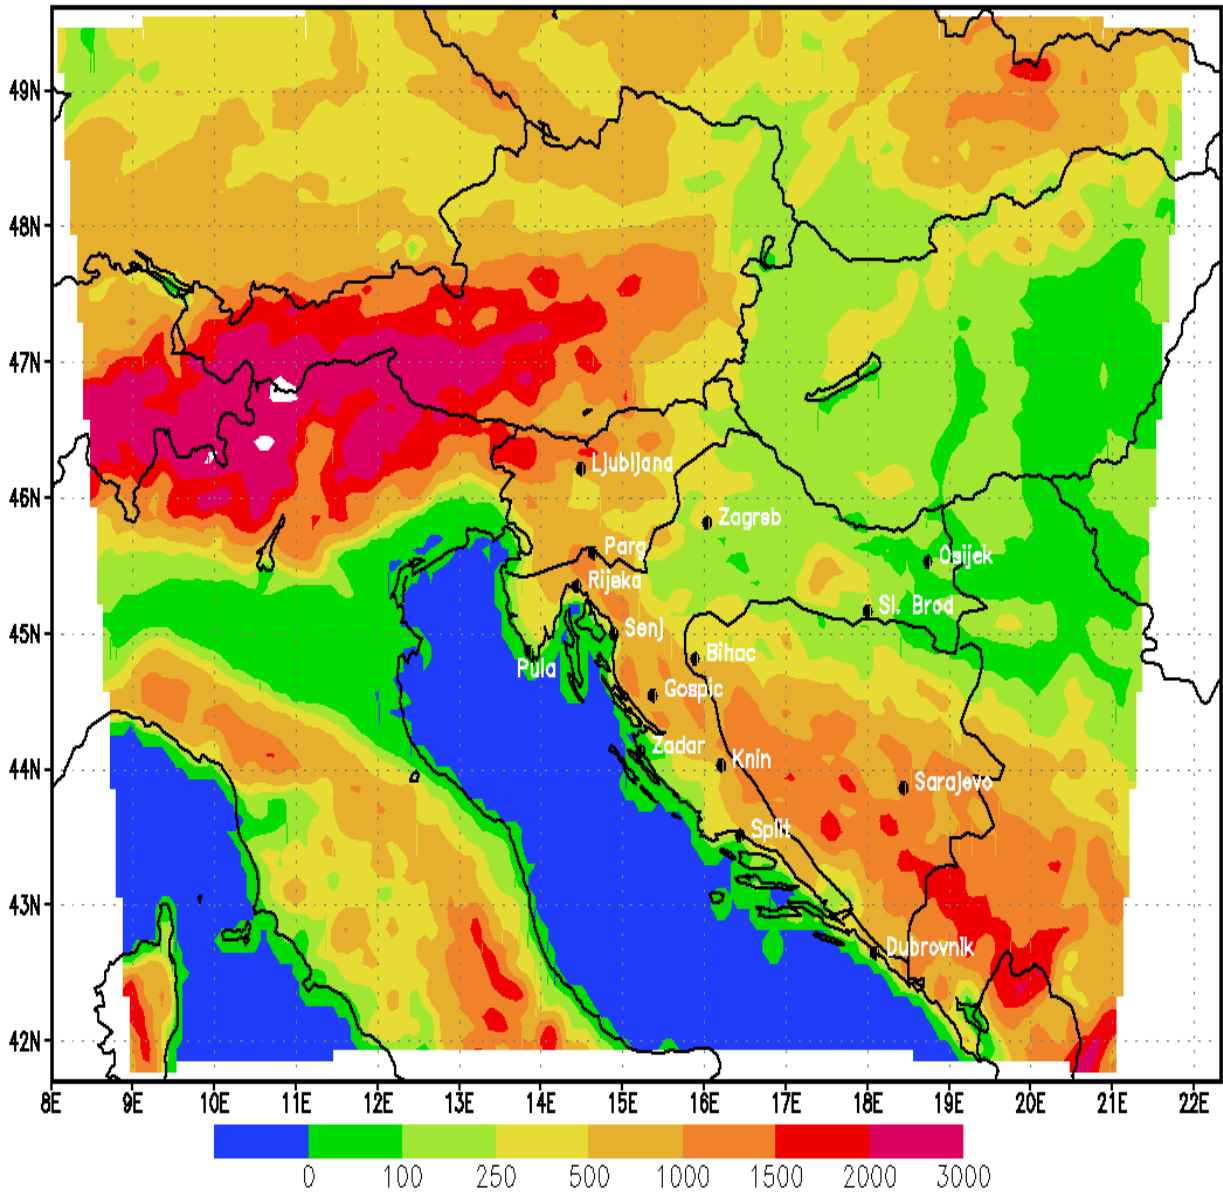 49N
48N
47N
Ljubljana
46N
Zagreb
Parg
Osijek
Rijeka
Sl. Brod
45N
Senj
Bihac
Pula
Gospic
Zadar
44N
Knin
Sarajevo
Split
43N
Dubrovnik
42N
8E 9E 10E 11E 12E 13E 14E 15E 16E 17E 18E 19E 20E 21E 22E
0 100 250 500 1000 1500 2000 3000